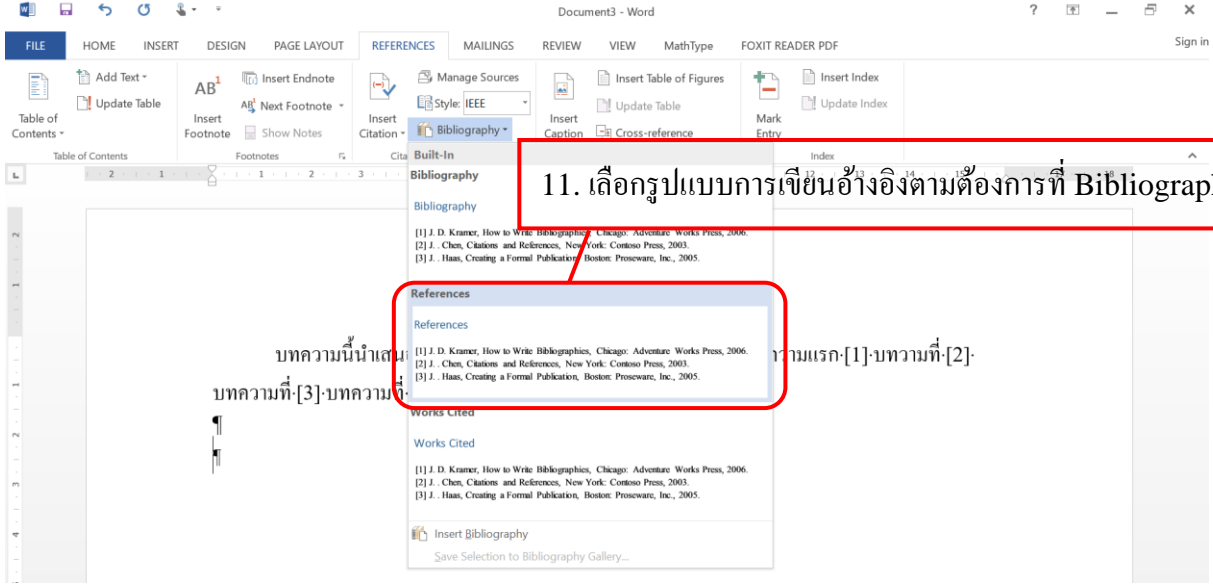 Document3 - Word
FILE HOME INSERT DESIGN PAGE LAYOUT REFERENCES MAILINGS REVIEW VIEW MathType FOXIT READER PDF Sign in
Add Text
Update Table
Table of Contents
Table of Contents
AB1
Insert Footnote
Insert Endnote
Next Footnote
Show Notes
Footnotes
Insert Citation
Manage Sources
Style: IEEE
Bibliography
Insert Caption
Insert Table of Figures
Update Table
Cross-reference
Mark Entry
Insert Index
Update Index
Index
11. เลือกรูปแบบการเขียนอ้างอิงตามต้องการที่
Built-In
Bibliography
Bibliography
[1] J. D. Kramer, How to Write Bibliographies, Chicago: Adventure Works Press, 2006.
[2] J. . Chen, Citations and References, New York: Contoso Press, 2003.
[3] J. . Haas, Creating a Formal Publication, Boston: Proseware, Inc., 2005.
References
References
[1] J. D. Kramer, How to Write Bibliographies, Chicago: Adventure Works Press, 2006.
[2] J. . Chen, Citations and References, New York: Contoso Press, 2003.
[3] J. . Haas, Creating a Formal Publication, Boston: Proseware, Inc., 2005.
Works Cited
Works Cited
[1] J. D. Kramer, How to Write Bibliographies, Chicago: Adventure Works Press, 2006.
[2] J. . Chen, Citations and References, New York: Contoso Press, 2003.
[3] J. . Haas, Creating a Formal Publication, Boston: Proseware, Inc., 2005.
Insert Bibliography
Save Selection to Bibliography Gallery...
บทความนี้นำเสน วามแรก·[1]·บทวามที่·[2]·
บทความที่·[3]·บทความที่·
¶
¶